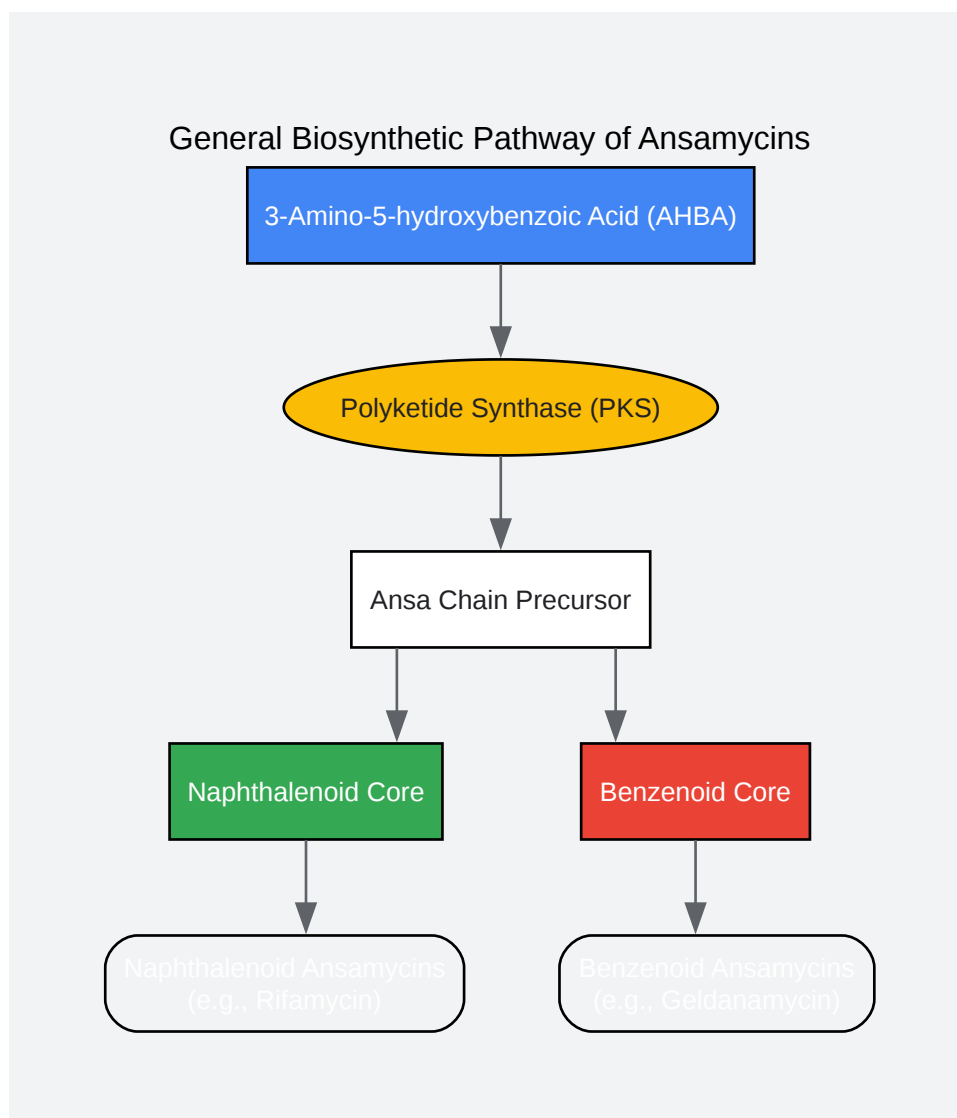 General Biosynthetic Pathway of Ansamycins
3-Amino-5-hydroxybenzoic Acid (AHBA)
Polyketide Synthase (PKS)
Ansa Chain Precursor
Naphthalenoid Core
Benzenoid Core
Naphthalenoid Ansamycins
(e.g., Rifamycin)
Benzenoid Ansamycins
(e.g., Geldanamycin)